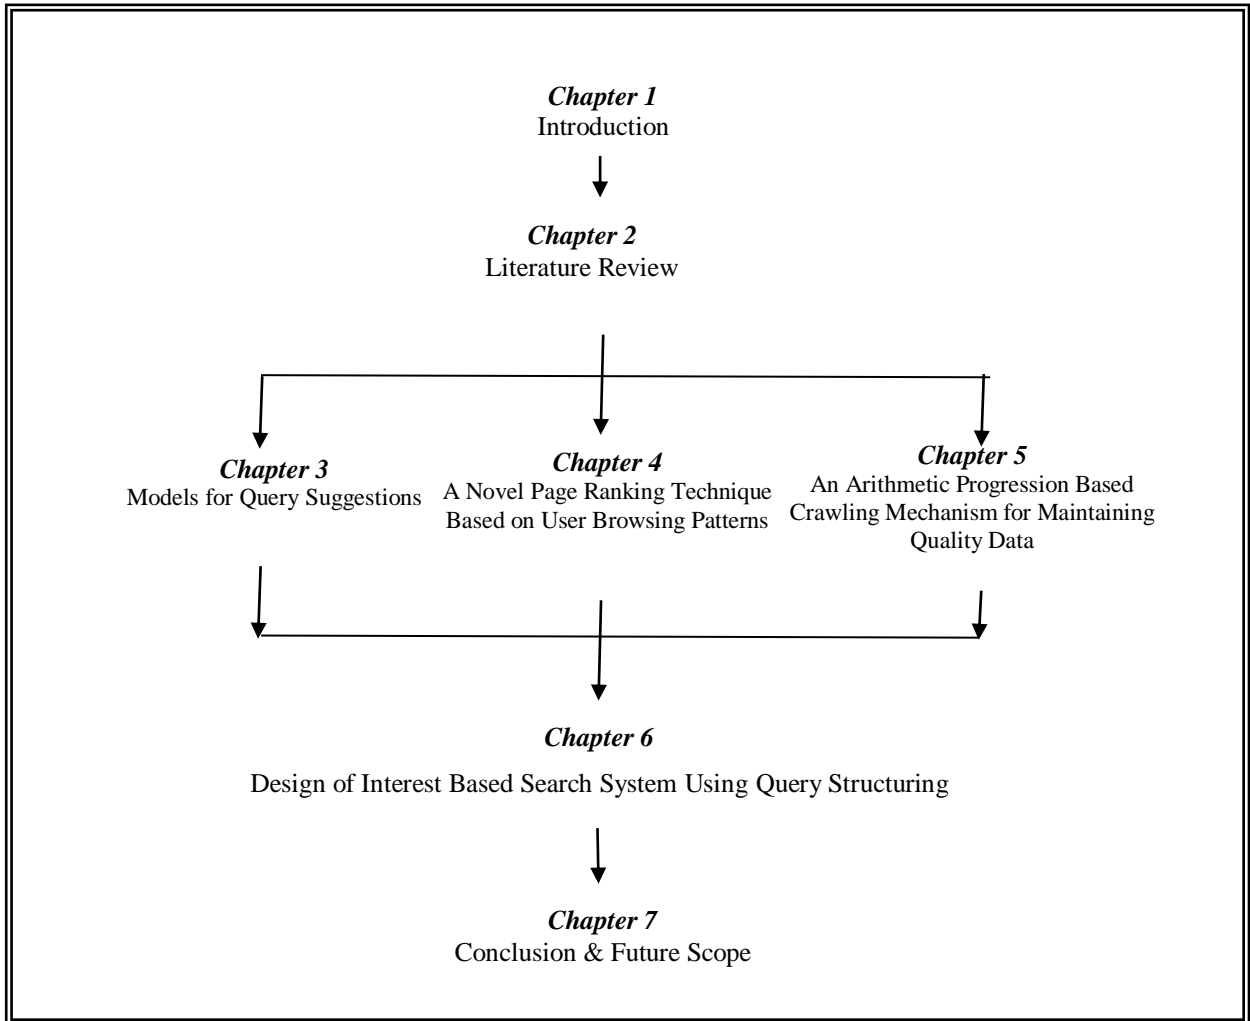 Chapter 1
Introduction
Chapter 2
Literature Review
Chapter 3
Models for Query Suggestions
Chapter 4
A Novel Page Ranking Technique
Based on User Browsing Patterns
Chapter 5
An Arithmetic Progression Based
Crawling Mechanism for Maintaining
Quality Data
Chapter 6
Design of Interest Based Search System Using Query Structuring
Chapter 7
Conclusion & Future Scope